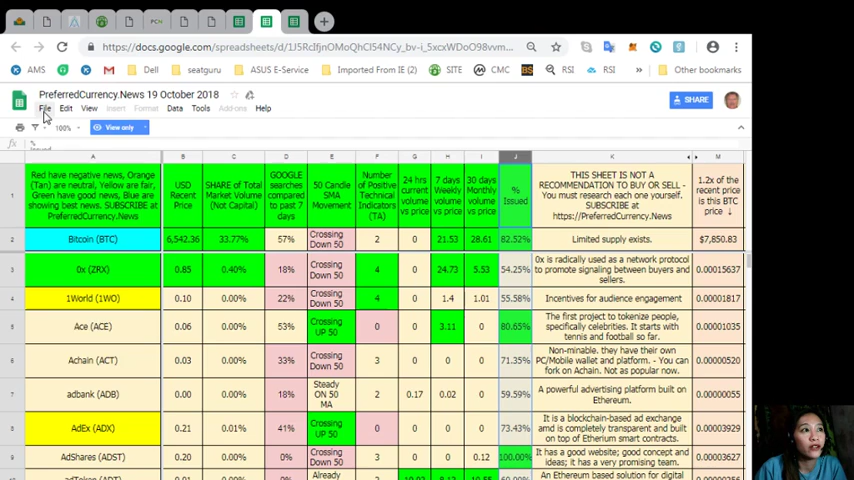 PCN
https://docs.google.com/spreadsheets/d/1J5RcIfjnOMoQhCI54NCy_bv-i_5xcxWDoO98vvm...
AMS
Dell
seatguru
ASUS E-Service
Imported From IE (2)
SITE
CMC
RSI
RSI
Other bookmarks
PreferredCurrency.News 19 October 2018
SHARE
File Edit View Insert Format Data Tools Add-ons Help
100%
View only
fx
%
Issued
A B C D E F G H I J K M
1
Red have negative news, Orange
(Tan) are neutral, Yellow are fair,
Green have good news, Blue are
showing best news. SUBSCRIBE at
PreferredCurrency.News
USD
Recent
Price
SHARE of Total
Market Volume
(Not Capital)
GOOGLE
searches
compared
to past 7
days
50 Candle
SMA
Movement
Number
of Positive
Technical
Indicators
(TA)
24 hrs
current
volume
vs price
7 days
Weekly
volume
vs price
30 days
Monthly
volume
vs price
%
Issued
THIS SHEET IS NOT A
RECOMMENDATION TO BUY OR SELL -
You must research each one yourself.
SUBSCRIBE at
https://PreferredCurrency.News
1.2x of the
recent price
is this BTC
price ↓
2 Bitcoin (BTC) 6,542.36 33.77% 57% Crossing Down 50 2 0 21.53 28.61 82.52% Limited supply exists. $7,850.83
3 0x (ZRX) 0.85 0.40% 18% Crossing Down 50 4 0 24.73 5.53 54.25% 0x is radically used as a network protocol to promote signaling between buyers and sellers. 0.00015637
4 1World (1WO) 0.10 0.00% 22% Crossing Down 50 4 0 1.4 1.01 55.58% Incentives for audience engagement 0.00001817
5 Ace (ACE) 0.06 0.00% 53% Crossing UP 50 0 0 3.11 0 80.65% The first project to tokenize people, specifically celebrities. It starts with tennis and football so far. 0.00001035
6 Achain (ACT) 0.03 0.00% 33% Crossing Down 50 3 0 0 0 71.35% Non-minable. they have their own PC/Mobile wallet and platform. - You can fork on Achain. Not as popular now. 0.00000520
7 adbank (ADB) 0.00 0.00% 18% Steady ON 50 MA 2 0.17 0.02 0 59.59% A powerful advertising platform built on Ethereum. 0.00000055
8 AdEx (ADX) 0.21 0.01% 41% Crossing UP 50 0 0 0 0 73.43% It is a blockchain-based ad exchange amd is completely transparent and built on top of Etherium smart contracts. 0.00003929
9 AdShares (ADST) 0.20 0.00% 0% Crossing Down 50 3 0 0 0.12 100.00% It has a good website; good concept and ideas; it has a very promising team. 0.00003627
An Ethereum based solution for digital